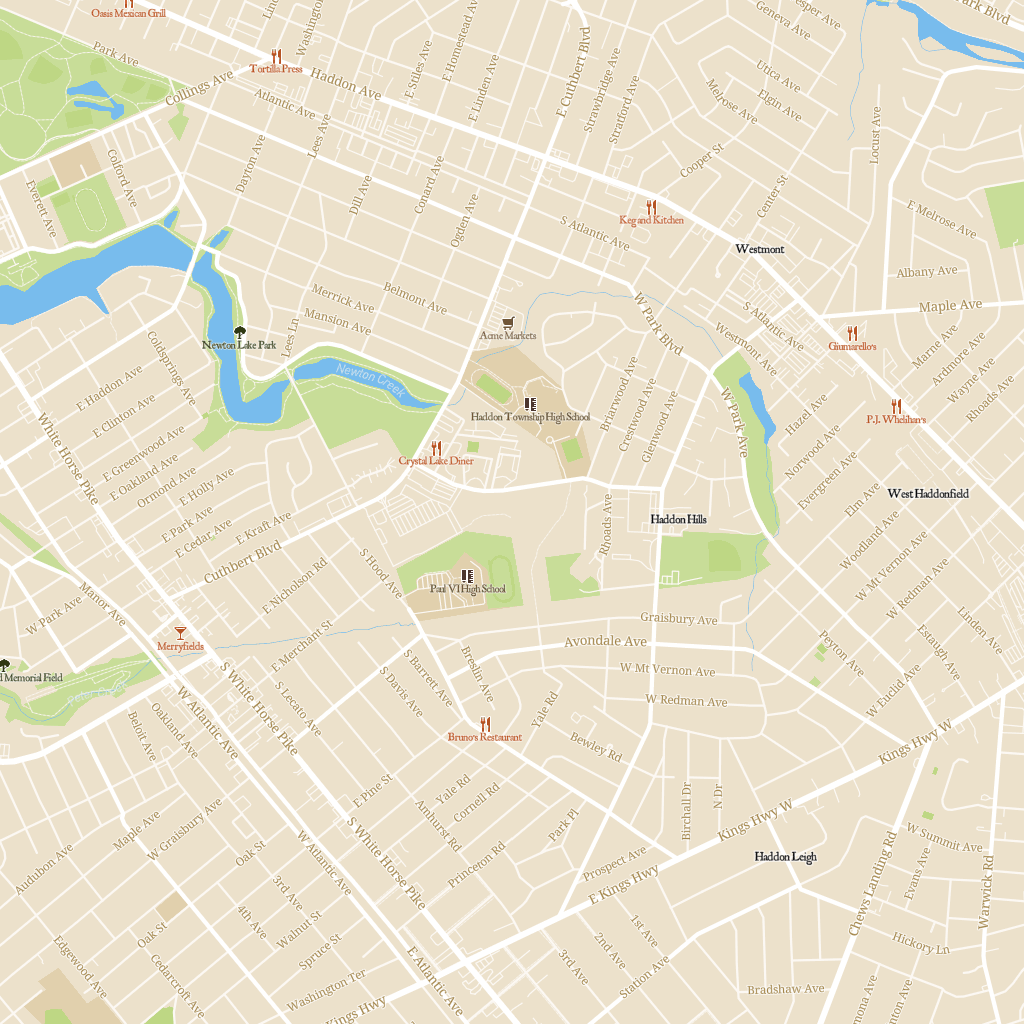 Oasis Mexican Grill
Geneva Ave
Park Blvd
Washington
E Homestead Ave
E Stiles Ave
Park Ave
Tortilla Press
Haddon Ave
Collings Ave
Atlantic Ave
E Linden Ave
E Cuthbert Blvd
Strawbridge Ave
Stratford Ave
Utica Ave
Elgin Ave
Melrose Ave
Locust Ave
Lees Ave
Dayton Ave
Colford Ave
Everett Ave
Dill Ave
Conard Ave
Ogden Ave
Cooper St
Center St
Keg and Kitchen
S Atlantic Ave
Westmont
E Melrose Ave
Albany Ave
Maple Ave
Merrick Ave
Belmont Ave
Mansion Ave
Lees Ln
Newton Lake Park
Acme Markets
W Park Blvd
S Atlantic Ave
Westmont Ave
Giumarello's
Marne Ave
Ardmore Ave
Wayne Ave
Rhoads Ave
Coldsprings Ave
E Haddon Ave
E Clinton Ave
Newton Creek
Haddon Township High School
Briarwood Ave
Crestwood Ave
Glenwood Ave
W Park Ave
Hazel Ave
P.J. Whelihan's
Norwood Ave
Evergreen Ave
White Horse Pike
E Greenwood Ave
E Oakland Ave
Ormond Ave
E Holly Ave
Crystal Lake Diner
E Park Ave
E Cedar Ave
E Kraft Ave
Cuthbert Blvd
Rhoads Ave
Haddon Hills
Elm Ave
West Haddonfield
Woodland Ave
W Mt Vernon Ave
W Redman Ave
Linden Ave
E Nicholson Rd
S Hood Ave
Paul VI High School
W Park Ave
Manor Ave
Merryfields
E Merchant St
Graisbury Ave
Avondale Ave
Estaugh Ave
Peyton Ave
W Mt Vernon Ave
W Redman Ave
W Euclid Ave
Memorial Field
S Barrett Ave
Breslin Ave
S Davis Ave
S Lecato Ave
S White Horse Pike
W Atlantic Ave
Beloit Ave
Oakland Ave
Yale Rd
Bruno's Restaurant
Bewley Rd
Kings Hwy W
E Pine St
Yale Rd
Cornell Rd
Amhurst Rd
Birchall Dr
N Dr
Kings Hwy W
Maple Ave
W Graisbury Ave
Park Pl
S White Horse Pike
Audubon Ave
Oak St
W Atlantic Ave
Princeton Rd
Prospect Ave
Haddon Leigh
W Summit Ave
Evans Ave
Chews Landing Rd
Warwick Rd
E Kings Hwy
3rd Ave
4th Ave
Walnut St
Oak St
Spruce St
1st Ave
2nd Ave
3rd Ave
Hickory Ln
Edgewood Ave
Cedarcroft Ave
Washington Ter
E Atlantic Ave
Station Ave
Bradshaw Ave
Kings Hwy